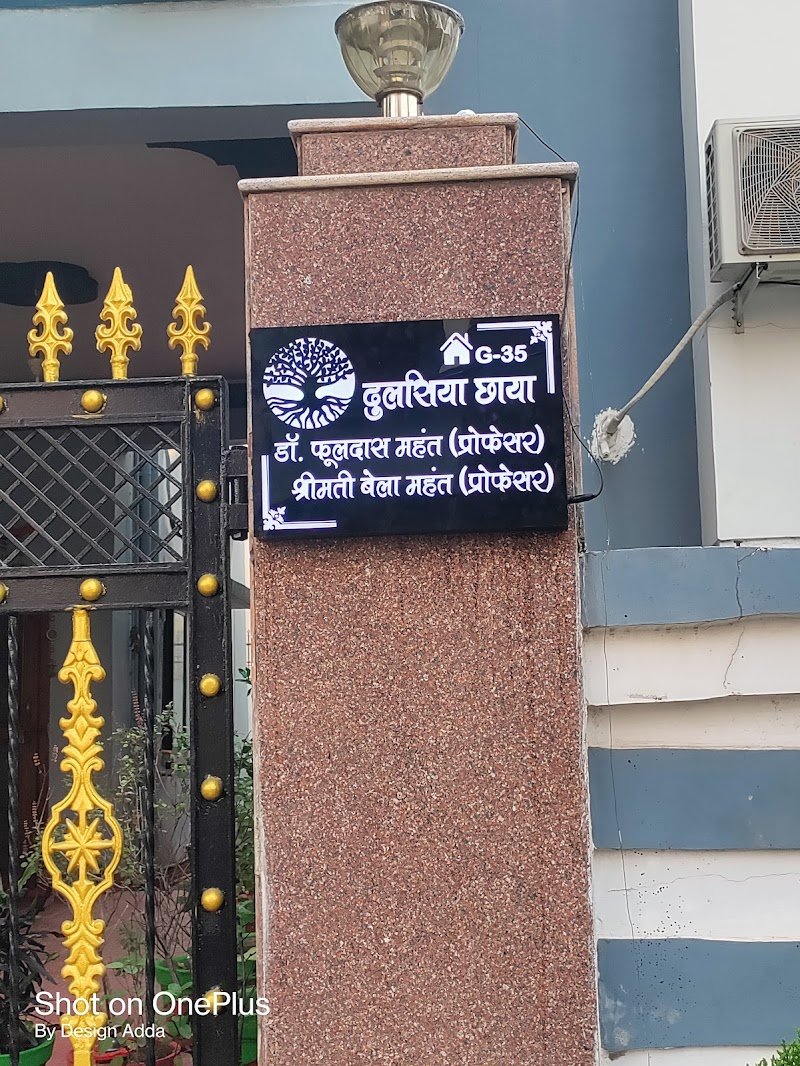 G-35
दुलसिया छाया
डॉ. फूलदास महंत (प्रोफेसर)
श्रीमती बेला महंत (प्रोफेसर)
Shot on OnePlus
By Design Adda